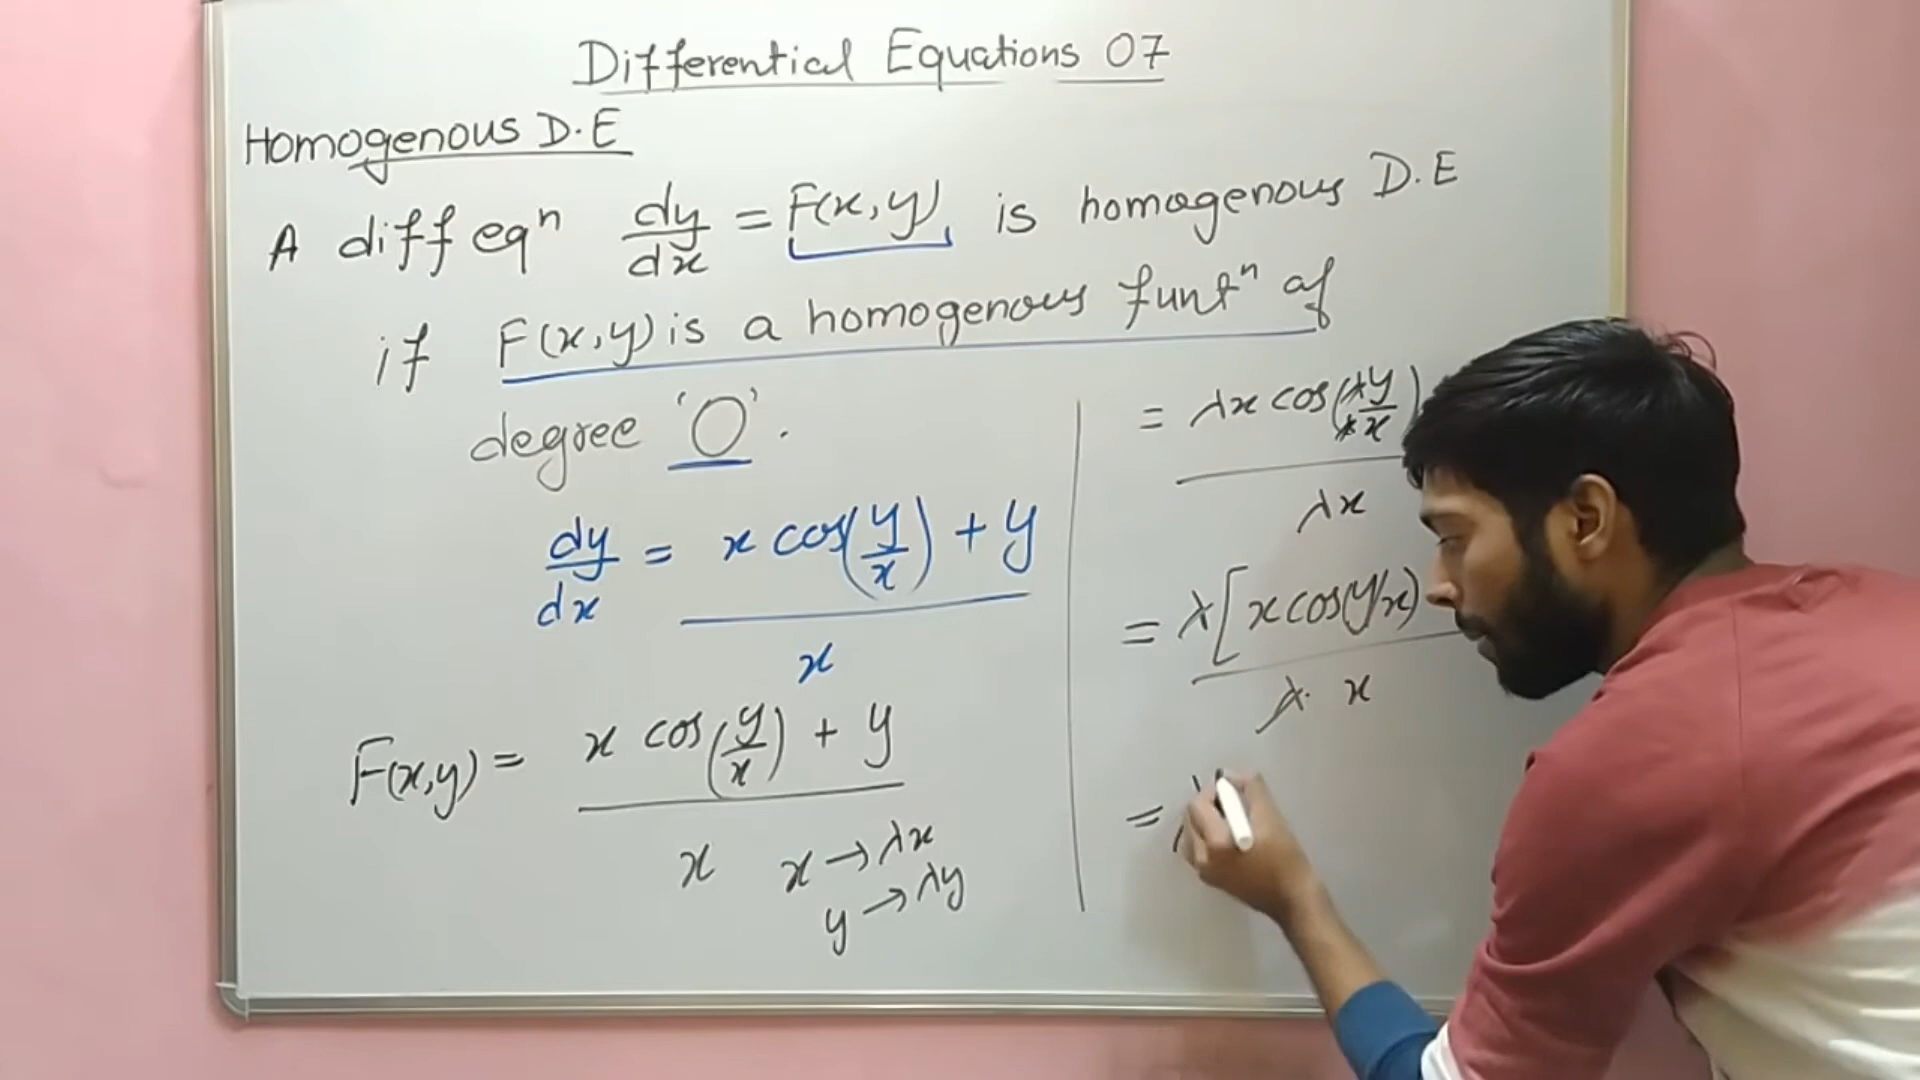 Differential Equations 07
Homogenous D.E
A diff eqⁿ dy/dx = F(x,y) is homogenous D.E
if F(x,y) is a homogenous funtⁿ of
degree 'O'.
dy/dx = x cos(y/x) + y / x
F(x,y) = x cos(y/x) + y / x
x → λx
y → λy
= λx cos(λy/λx) / λx
= λ[x cos(y/x) / λ. x
= λ